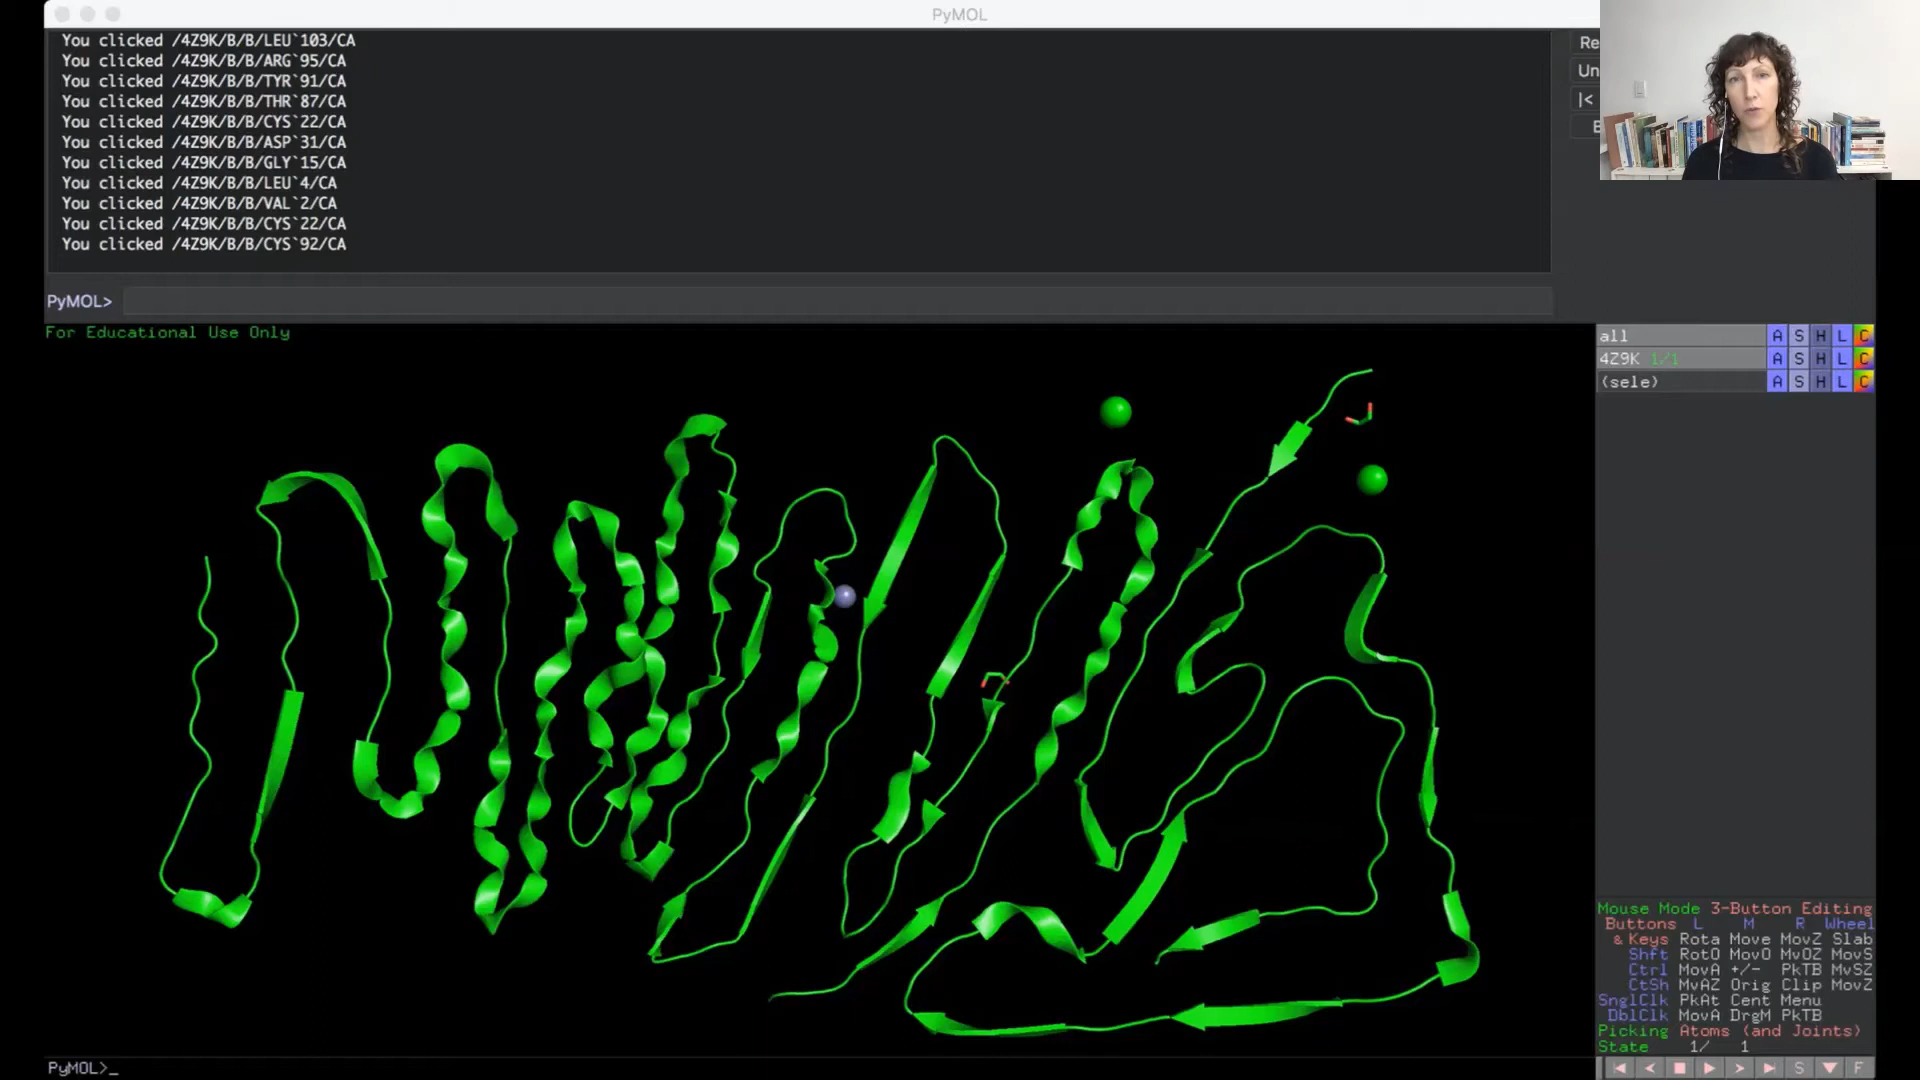 PyMOL
You clicked /4Z9K/B/B/LEU`103/CA
You clicked /4Z9K/B/B/ARG`95/CA
You clicked /4Z9K/B/B/TYR`91/CA
You clicked /4Z9K/B/B/THR`87/CA
You clicked /4Z9K/B/B/CYS`22/CA
You clicked /4Z9K/B/B/ASP`31/CA
You clicked /4Z9K/B/B/GLY`15/CA
You clicked /4Z9K/B/B/LEU`4/CA
You clicked /4Z9K/B/B/VAL`2/CA
You clicked /4Z9K/B/B/CYS`22/CA
You clicked /4Z9K/B/B/CYS`92/CA
Re
Un
|<
PyMOL>
For Educational Use Only
all A S H L C
4Z9K 1/1 A S H L C
(sele) A S H L C
Mouse Mode 3-Button Editing
Buttons L M R Wheel
& Keys Rota Move MovZ Slab
Shft RotO MovO MvOZ MovS
Ctrl MovA +/- PkTB MvSZ
CtSh MvAZ Orig Clip MovZ
SnglClk PkAt Cent Menu
DblClk MovA DrgM PkTB
Picking Atoms (and Joints)
State 1/ 1
PyMOL>_
S F